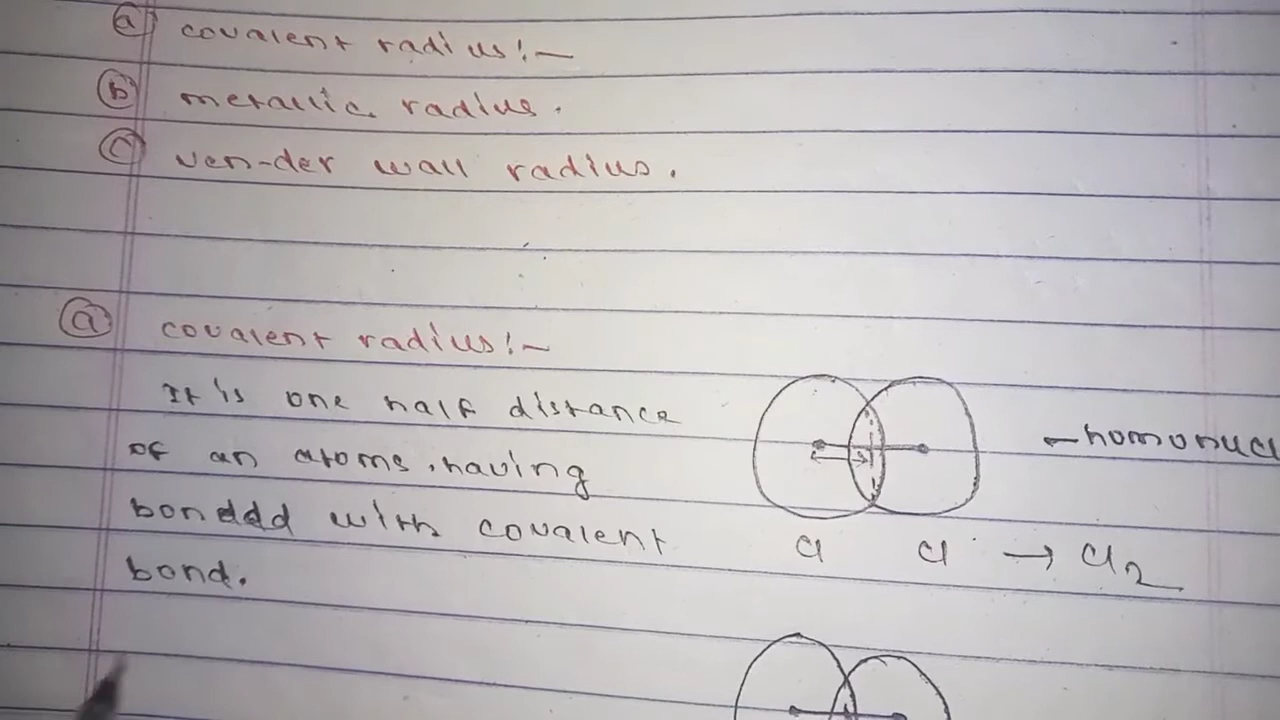 (a) covalent radius:-
(b) metallic radius.
(c) ven-der wall radius.
(a) covalent radius:-
It is one half distance
of an atoms, having
bonddd with covalent
bond.
←homonucl
Cl Cl → Cl2